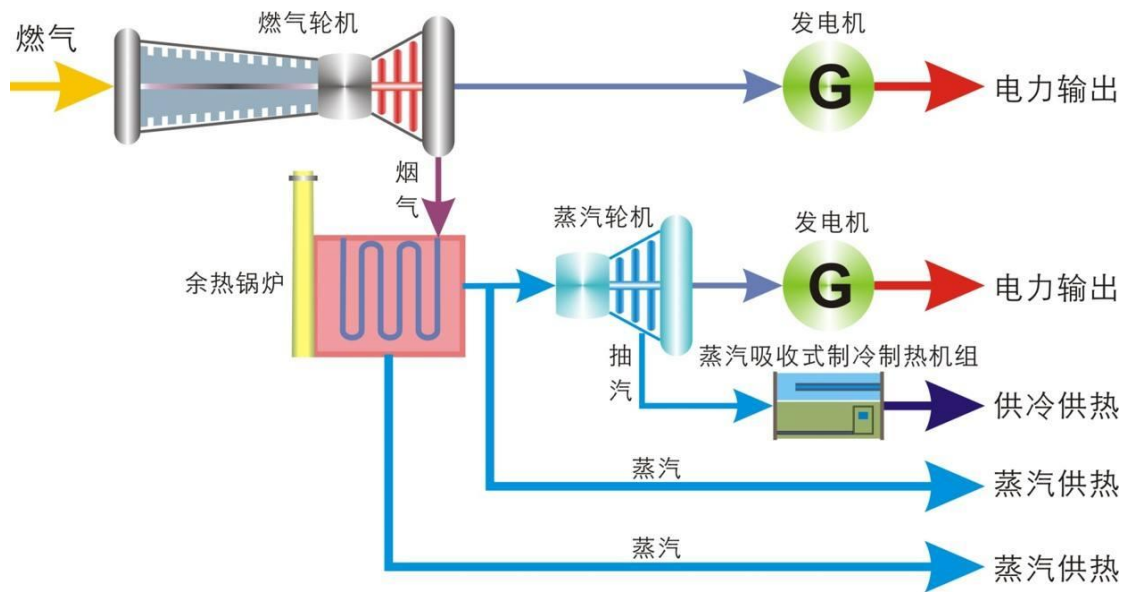 燃气
燃气轮机
发电机
G
电力输出
烟气
余热锅炉
蒸汽轮机
发电机
G
电力输出
抽汽
蒸汽吸收式制冷制热机组
供冷供热
蒸汽
蒸汽供热
蒸汽
蒸汽供热